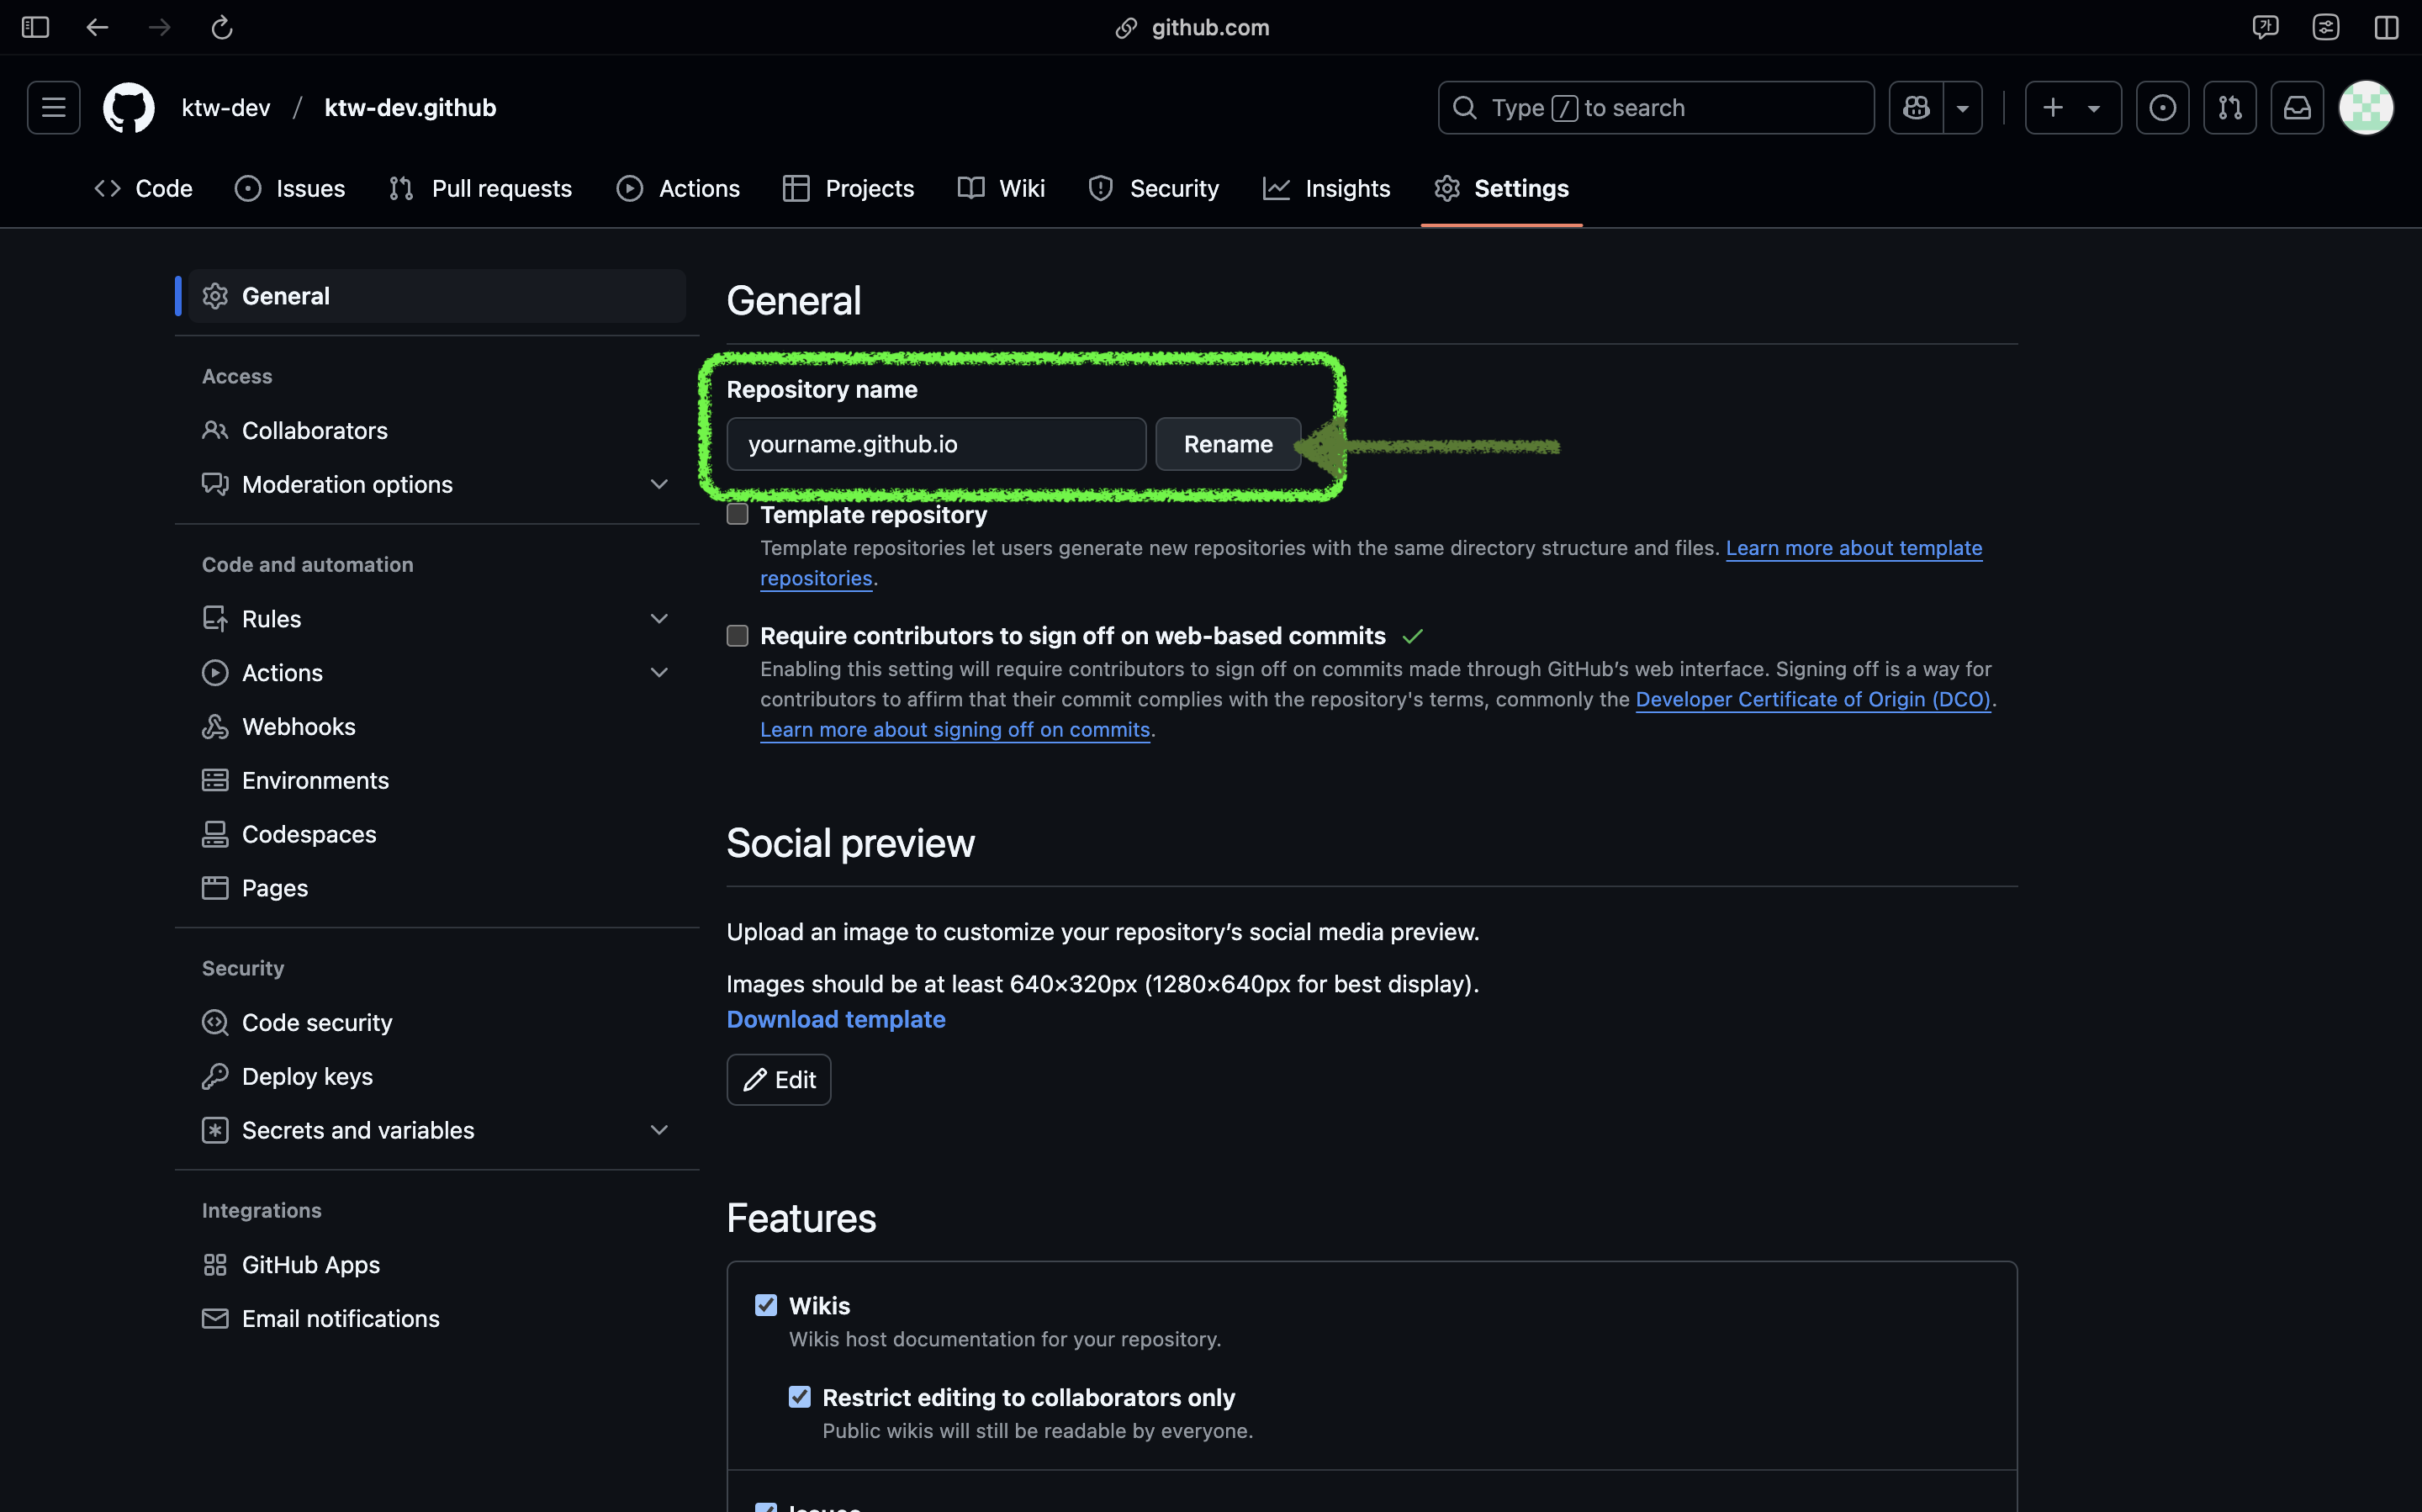 github.com
ktw-dev / ktw-dev.github
Type / to search
Code Issues Pull requests Actions Projects Wiki Security Insights Settings
General
Access
Collaborators
Moderation options
Code and automation
Rules
Actions
Webhooks
Environments
Codespaces
Pages
Security
Code security
Deploy keys
Secrets and variables
Integrations
GitHub Apps
Email notifications
General
Repository name
yourname.github.io Rename
Template repository
Template repositories let users generate new repositories with the same directory structure and files. Learn more about template
repositories.
Require contributors to sign off on web-based commits
Enabling this setting will require contributors to sign off on commits made through GitHub’s web interface. Signing off is a way for
contributors to affirm that their commit complies with the repository's terms, commonly the Developer Certificate of Origin (DCO).
Learn more about signing off on commits.
Social preview
Upload an image to customize your repository’s social media preview.
Images should be at least 640×320px (1280×640px for best display).
Download template
Edit
Features
Wikis
Wikis host documentation for your repository.
Restrict editing to collaborators only
Public wikis will still be readable by everyone.
Issues